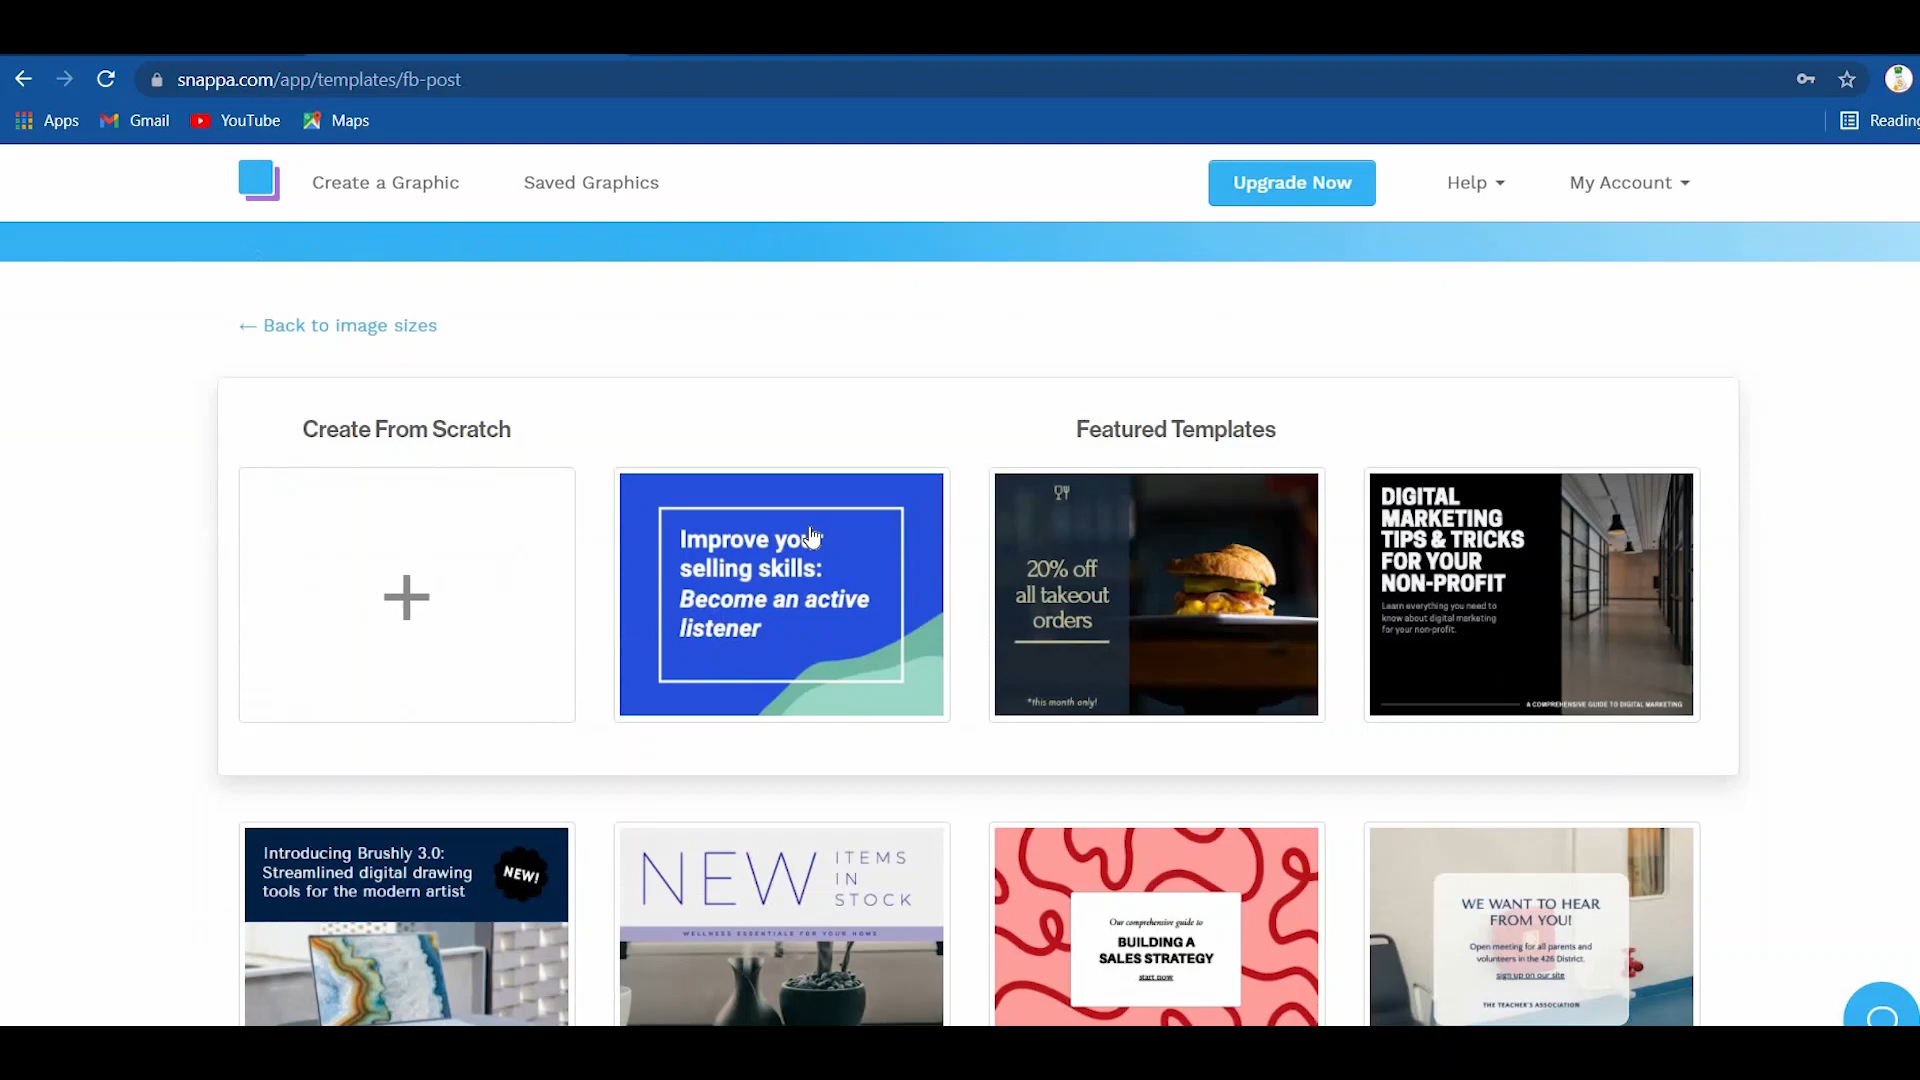 snappa.com/app/templates/fb-post
Apps
Gmail
YouTube
Maps
Reading
Create a Graphic
Saved Graphics
Upgrade Now
Help
My Account
← Back to image sizes
Create From Scratch
Featured Templates
+
Improve you
selling skills:
Become an active
listener
20% off
all takeout
orders
*this month only!
DIGITAL
MARKETING
TIPS & TRICKS
FOR YOUR
NON-PROFIT
Learn everything you need to
know about digital marketing
for your non-profit.
A COMPREHENSIVE GUIDE TO DIGITAL MARKETING
Introducing Brushly 3.0:
Streamlined digital drawing
tools for the modern artist
NEW!
NEW
ITEMS
IN
STOCK
WELLNESS ESSENTIALS FOR YOUR HOME
Our comprehensive guide to
BUILDING A
SALES STRATEGY
start now
WE WANT TO HEAR
FROM YOU!
Open meeting for all parents and
volunteers in the 426 District.
sign up on our site
THE TEACHER'S ASSOCIATION